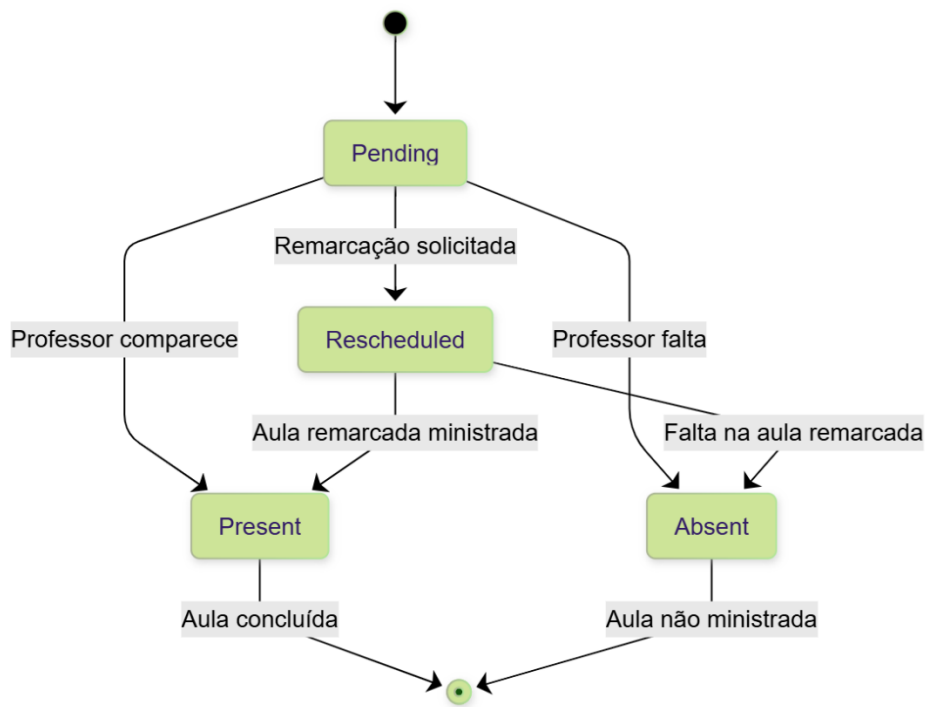 Pending
Remarcação solicitada
Professor comparece
Rescheduled
Professor falta
Aula remarcada ministrada
Falta na aula remarcada
Present
Absent
Aula concluída
Aula não ministrada